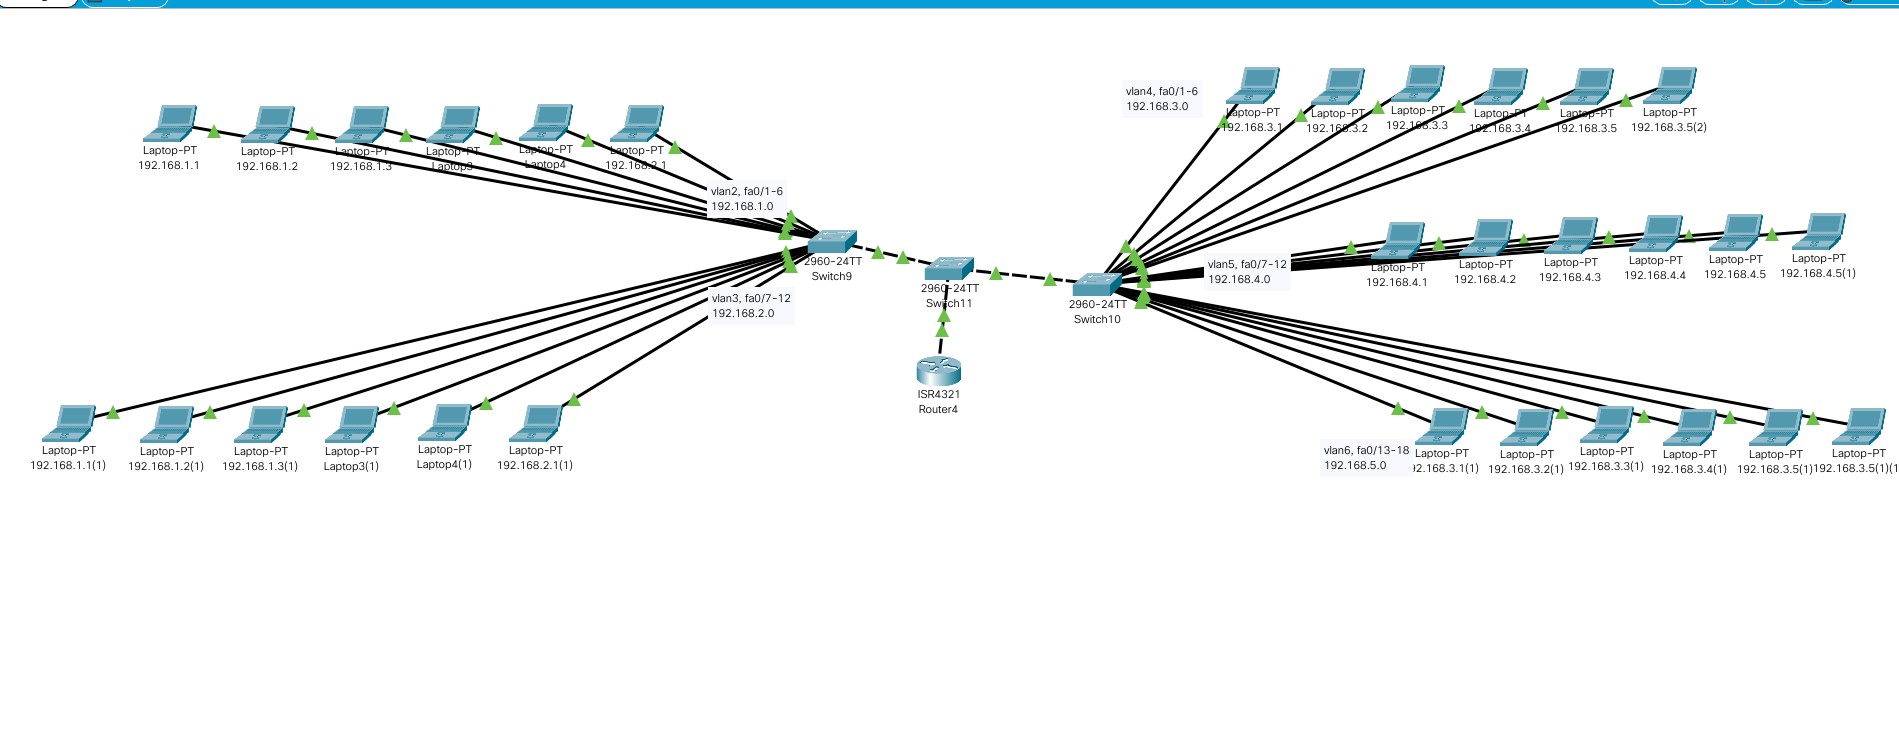 vlan4, fa0/1-6
192.168.3.0
Laptop-PT
192.168.3.1
Laptop-PT
192.168.3.2
Laptop-PT
192.168.3.3
Laptop-PT
192.168.3.4
Laptop-PT
192.168.3.5
Laptop-PT
192.168.3.5(2)
Laptop-PT
192.168.1.1
Laptop-PT
192.168.1.2
Laptop-PT
192.168.1.3
Laptop-PT
Laptop3
Laptop-PT
Laptop4
Laptop-PT
192.168.2.1
vlan2, fa0/1-6
192.168.1.0
2960-24TT
Switch9
vlan3, fa0/7-12
192.168.2.0
2960-24TT
Switch11
2960-24TT
Switch10
vlan5, fa0/7-12
192.168.4.0
Laptop-PT
192.168.4.1
Laptop-PT
192.168.4.2
Laptop-PT
192.168.4.3
Laptop-PT
192.168.4.4
Laptop-PT
192.168.4.5
Laptop-PT
192.168.4.5(1)
ISR4321
Router4
Laptop-PT
192.168.1.1(1)
Laptop-PT
192.168.1.2(1)
Laptop-PT
192.168.1.3(1)
Laptop-PT
Laptop3(1)
Laptop-PT
Laptop4(1)
Laptop-PT
192.168.2.1(1)
vlan6, fa0/13-18
192.168.5.0
Laptop-PT
92.168.3.1(1)
Laptop-PT
192.168.3.2(1)
Laptop-PT
192.168.3.3(1)
Laptop-PT
192.168.3.4(1)
Laptop-PT
192.168.3.5(1)
Laptop-PT
192.168.3.5(1)(1